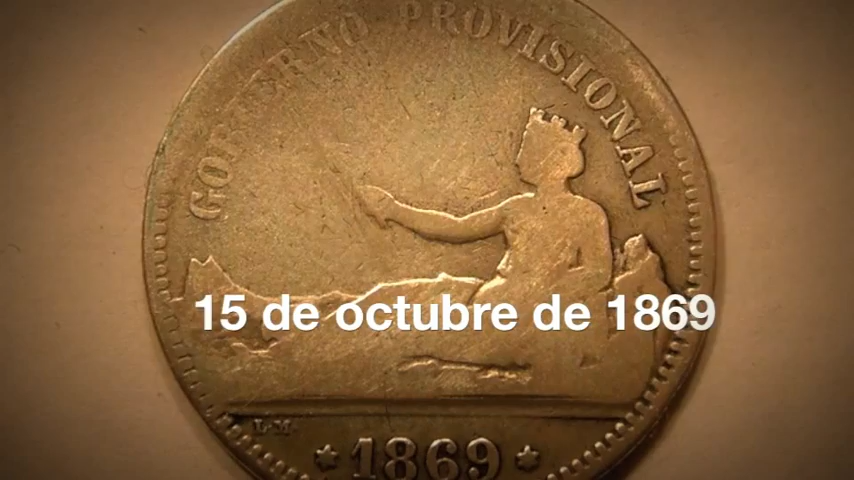 GOBIERNO PROVISIONAL
15 de octubre de 1869
L·M·
*1869*